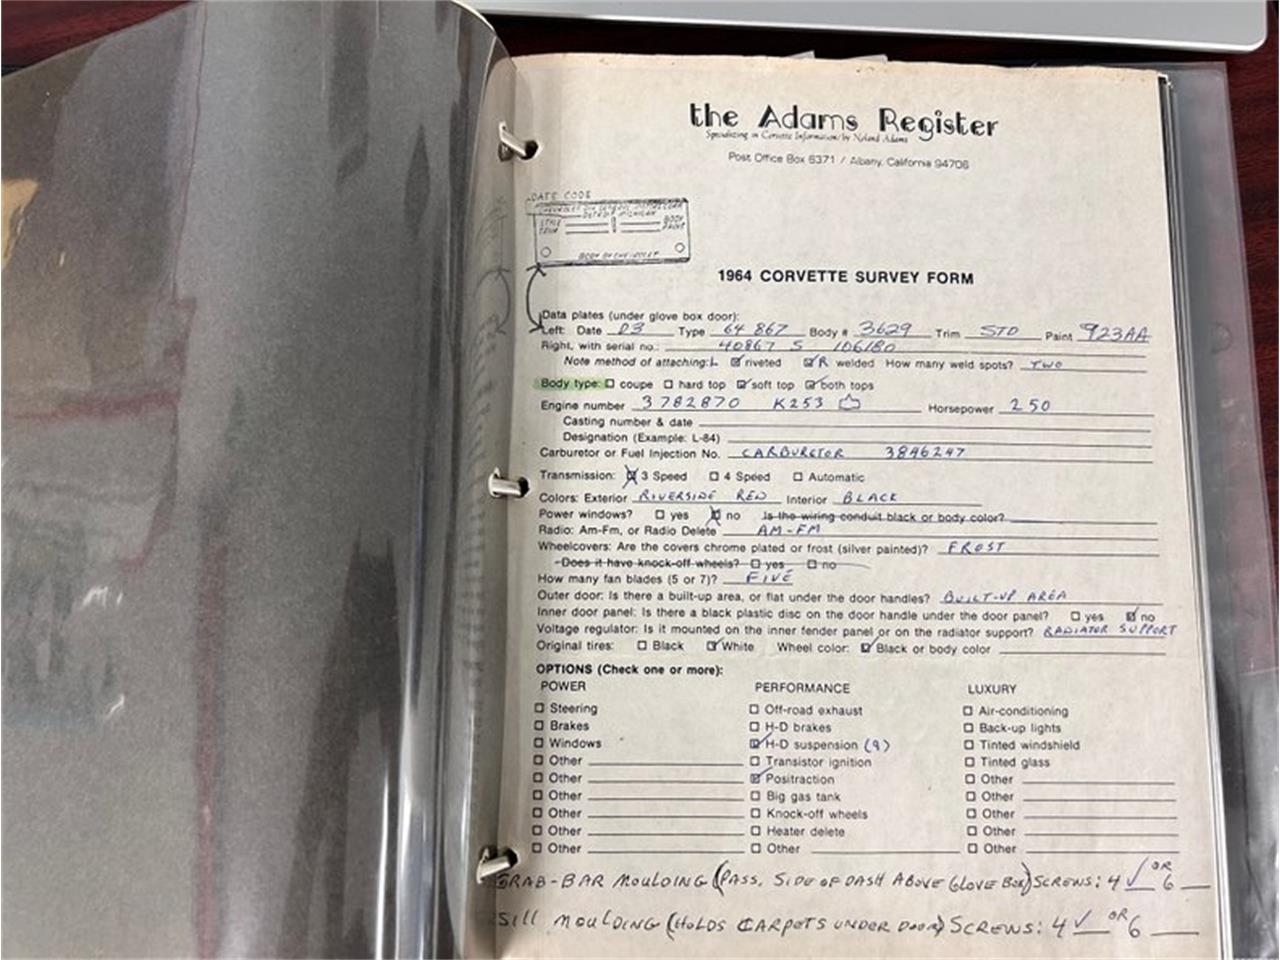 the Adams Register
Specializing in Corvette Information/by Noland Adams
Post Office Box 6371 / Albany, California 94706
DATE CODE
CHEVROLET DIV GENERAL MOTORS CORP
DETROIT MICHIGAN
STYLE BODY
TRIM PAINT
BODY BY CHEVROLET
1964 CORVETTE SURVEY FORM
Data plates (under glove box door):
Left: Date D3 Type 64 867 Body # 3629 Trim STD Paint 923AA
Right, with serial no.: 40867 S 106180
Note method of attaching: L riveted R welded How many weld spots? TWO
Body type: coupe hard top soft top both tops
Engine number 3782870 K253 Horsepower 250
Casting number & date
Designation (Example: L-84)
Carburetor or Fuel Injection No. CARBURETOR 3846247
Transmission: 3 Speed 4 Speed Automatic
Colors: Exterior RIVERSIDE RED Interior BLACK
Power windows? yes no Is the wiring conduit black or body color?
Radio: Am-Fm, or Radio Delete AM-FM
Wheelcovers: Are the covers chrome plated or frost (silver painted)? FROST
Does it have knock-off wheels? yes no
How many fan blades (5 or 7)? FIVE
Outer door: Is there a built-up area, or flat under the door handles? BUILT-UP AREA
Inner door panel: Is there a black plastic disc on the door handle under the door panel? yes no
Voltage regulator: Is it mounted on the inner fender panel or on the radiator support? RADIATOR SUPPORT
Original tires: Black White Wheel color: Black or body color
OPTIONS (Check one or more):
POWER PERFORMANCE LUXURY
Steering Off-road exhaust Air-conditioning
Brakes H-D brakes Back-up lights
Windows H-D suspension (9) Tinted windshield
Other Transistor ignition Tinted glass
Other Positraction Other
Other Big gas tank Other
Other Knock-off wheels Other
Other Heater delete Other
Other Other Other
GRAB-BAR MOULDING (PASS. SIDE OF DASH ABOVE GLOVE BOX) SCREWS: 4 ✓ OR 6
SILL MOULDING (HOLDS CARPETS UNDER DOOR) SCREWS: 4 ✓ OR 6